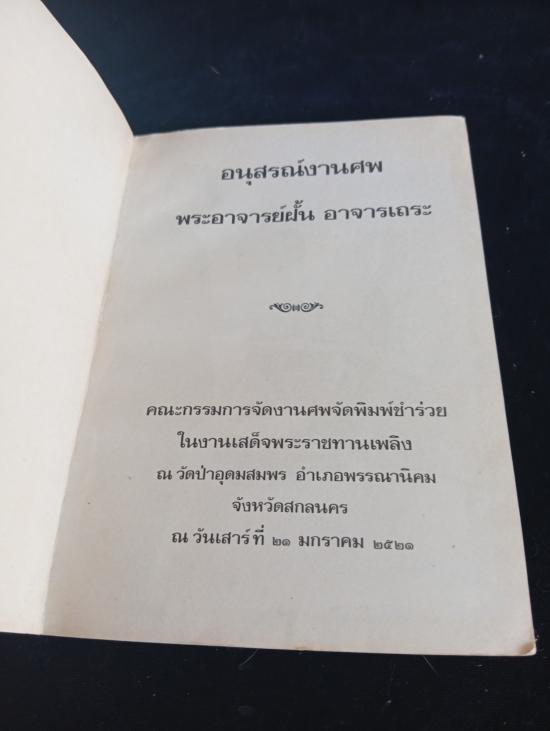 อนุสรณ์งานศพ
พระอาจารย์ฝั้น อาจารเถระ
คณะกรรมการจัดงานศพจัดพิมพ์ชำร่วย
ในงานเสด็จพระราชทานเพลิง
ณ วัดป่าอุดมสมพร อำเภอพรรณานิคม
จังหวัดสกลนคร
ณ วันเสาร์ที่ ๒๑ มกราคม ๒๕๒๑